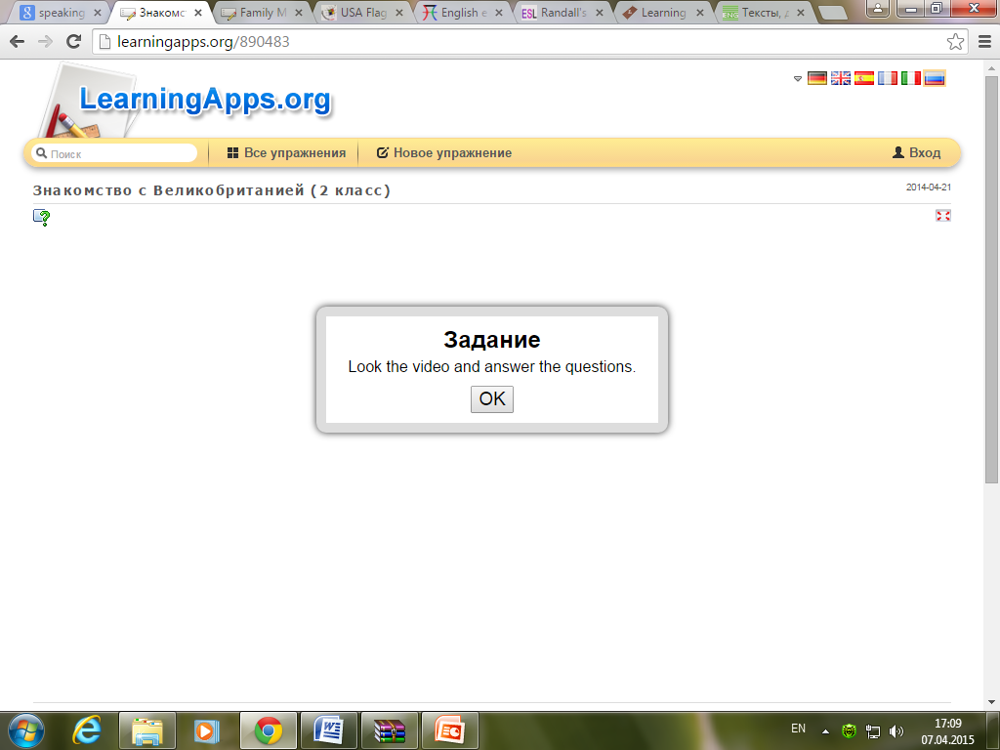 speaking
Знакомс
Family M
USA Flag
English e
ESL Randall's
Learning
ENG Тексты, д
learningapps.org/890483
LearningApps.org
Поиск
Все упражнения
Новое упражнение
Вход
Знакомство с Великобританией (2 класс)
2014-04-21
Задание
Look the video and answer the questions.
OK
EN
17:09
07.04.2015